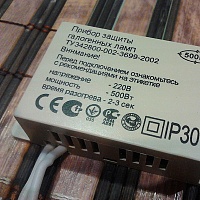 Прибор защиты
галогенных ламп
ТУ342800-002-3699-2002
Внимание!
Перед подключением ознакомьтесь
с рекомендациями на этикетке
напряжение - 220В
мощность - 500Вт
время разогрева - 2-3 сек
CE IP30
500